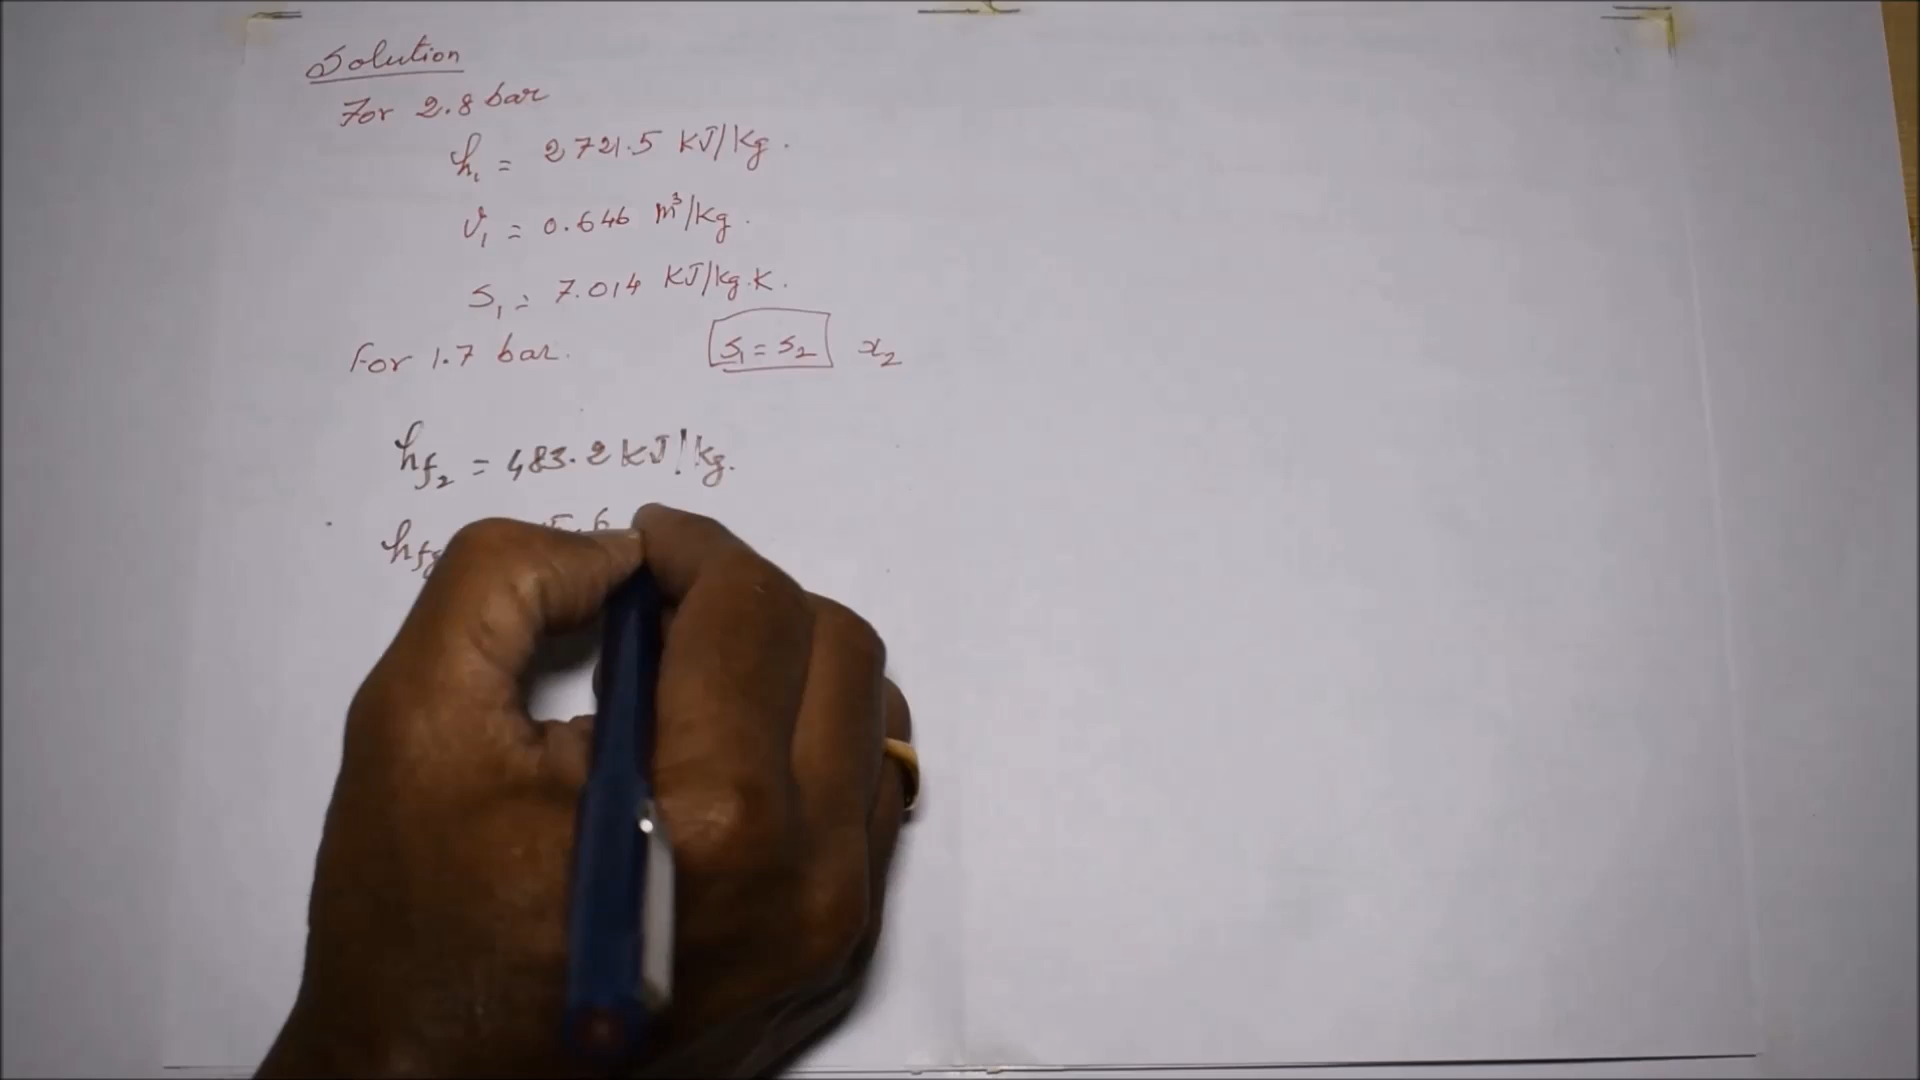 Solution
For 2.8 bar
h₁ = 2721.5 KJ/Kg.
v₁ = 0.646 m³/Kg.
S₁ = 7.014 KJ/Kg.K.
For 1.7 bar. S₁ = S₂ x₂
hf₂ = 483.2 KJ/kg.
hfg